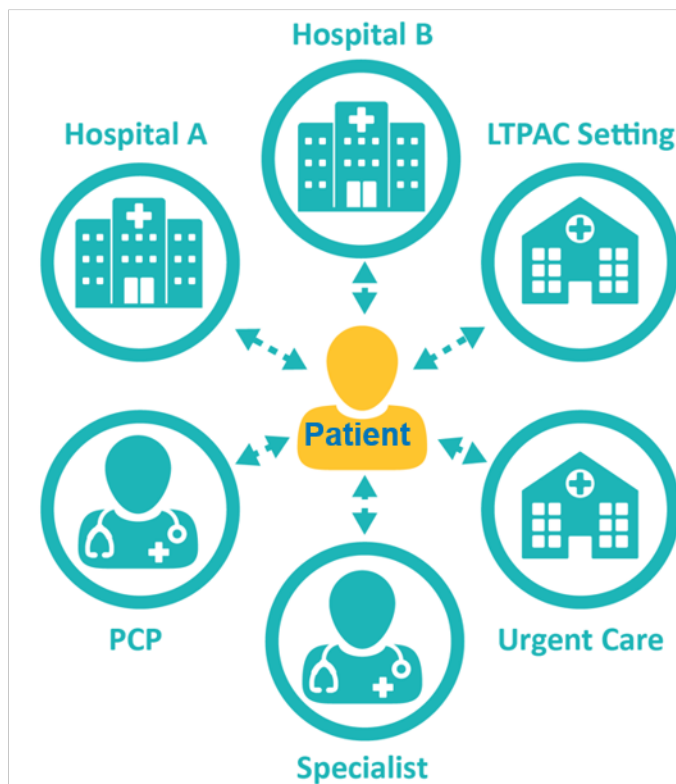 Hospital B
Hospital A
LTPAC Setting
Patient
PCP
Urgent Care
Specialist